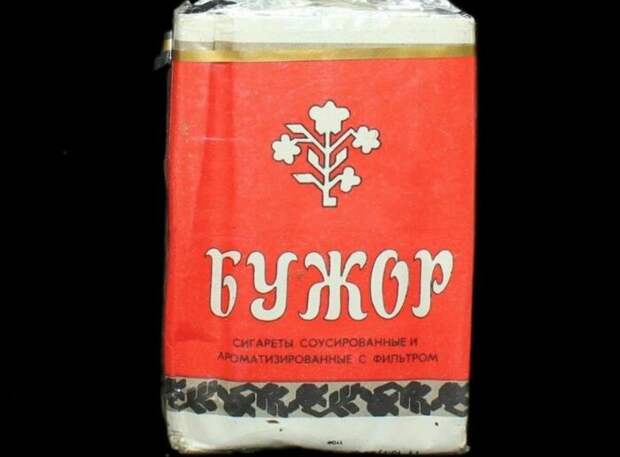 БУЖОР
СИГАРЕТЫ СОУСИРОВАННЫЕ И
АРОМАТИЗИРОВАННЫЕ С ФИЛЬТРОМ